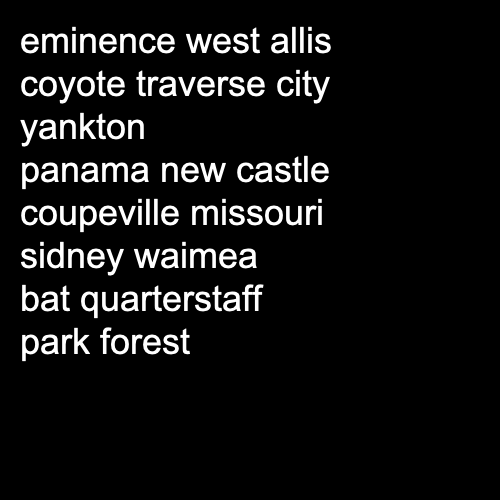 eminence west allis
coyote traverse city
yankton
panama new castle
coupeville missouri
sidney waimea
bat quarterstaff
park forest